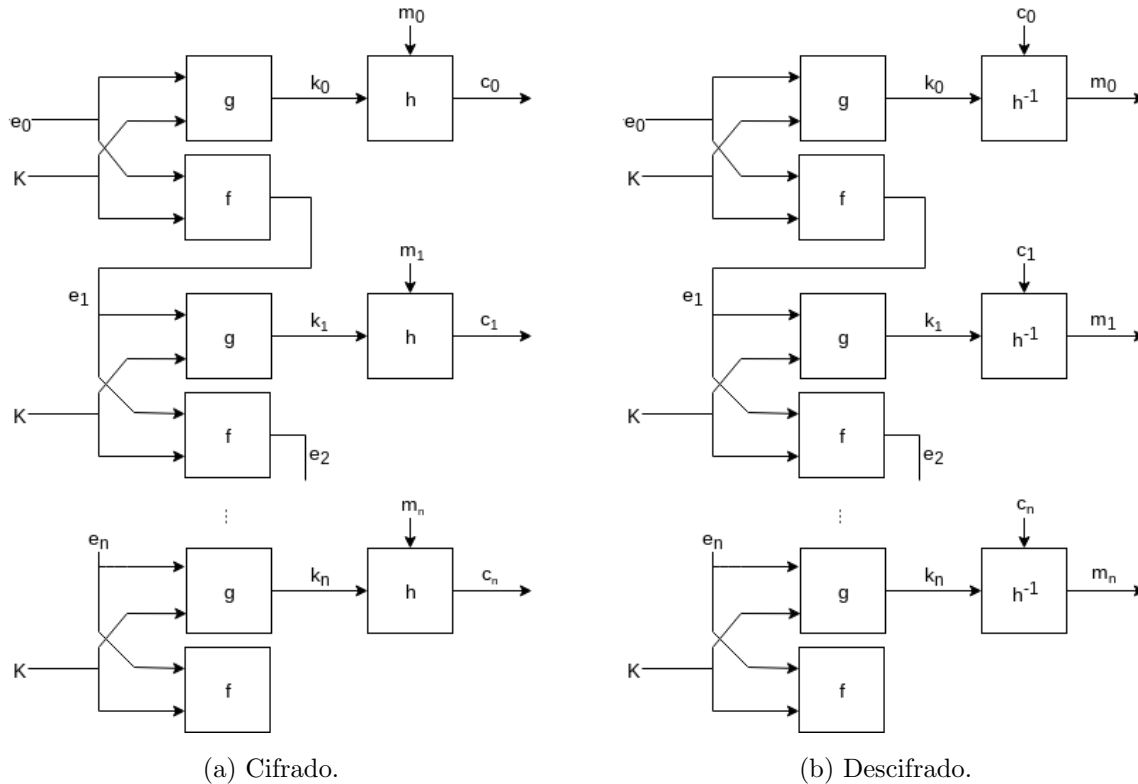 m0
e0
g
k0
h
c0
K
f
m1
e1
g
k1
h
c1
K
f
e2
mn
en
g
kn
h
cn
K
f
(a) Cifrado.
c0
e0
g
k0
h-1
m0
K
f
c1
e1
g
k1
h-1
m1
K
f
e2
cn
en
g
kn
h-1
mn
K
f
(b) Descifrado.